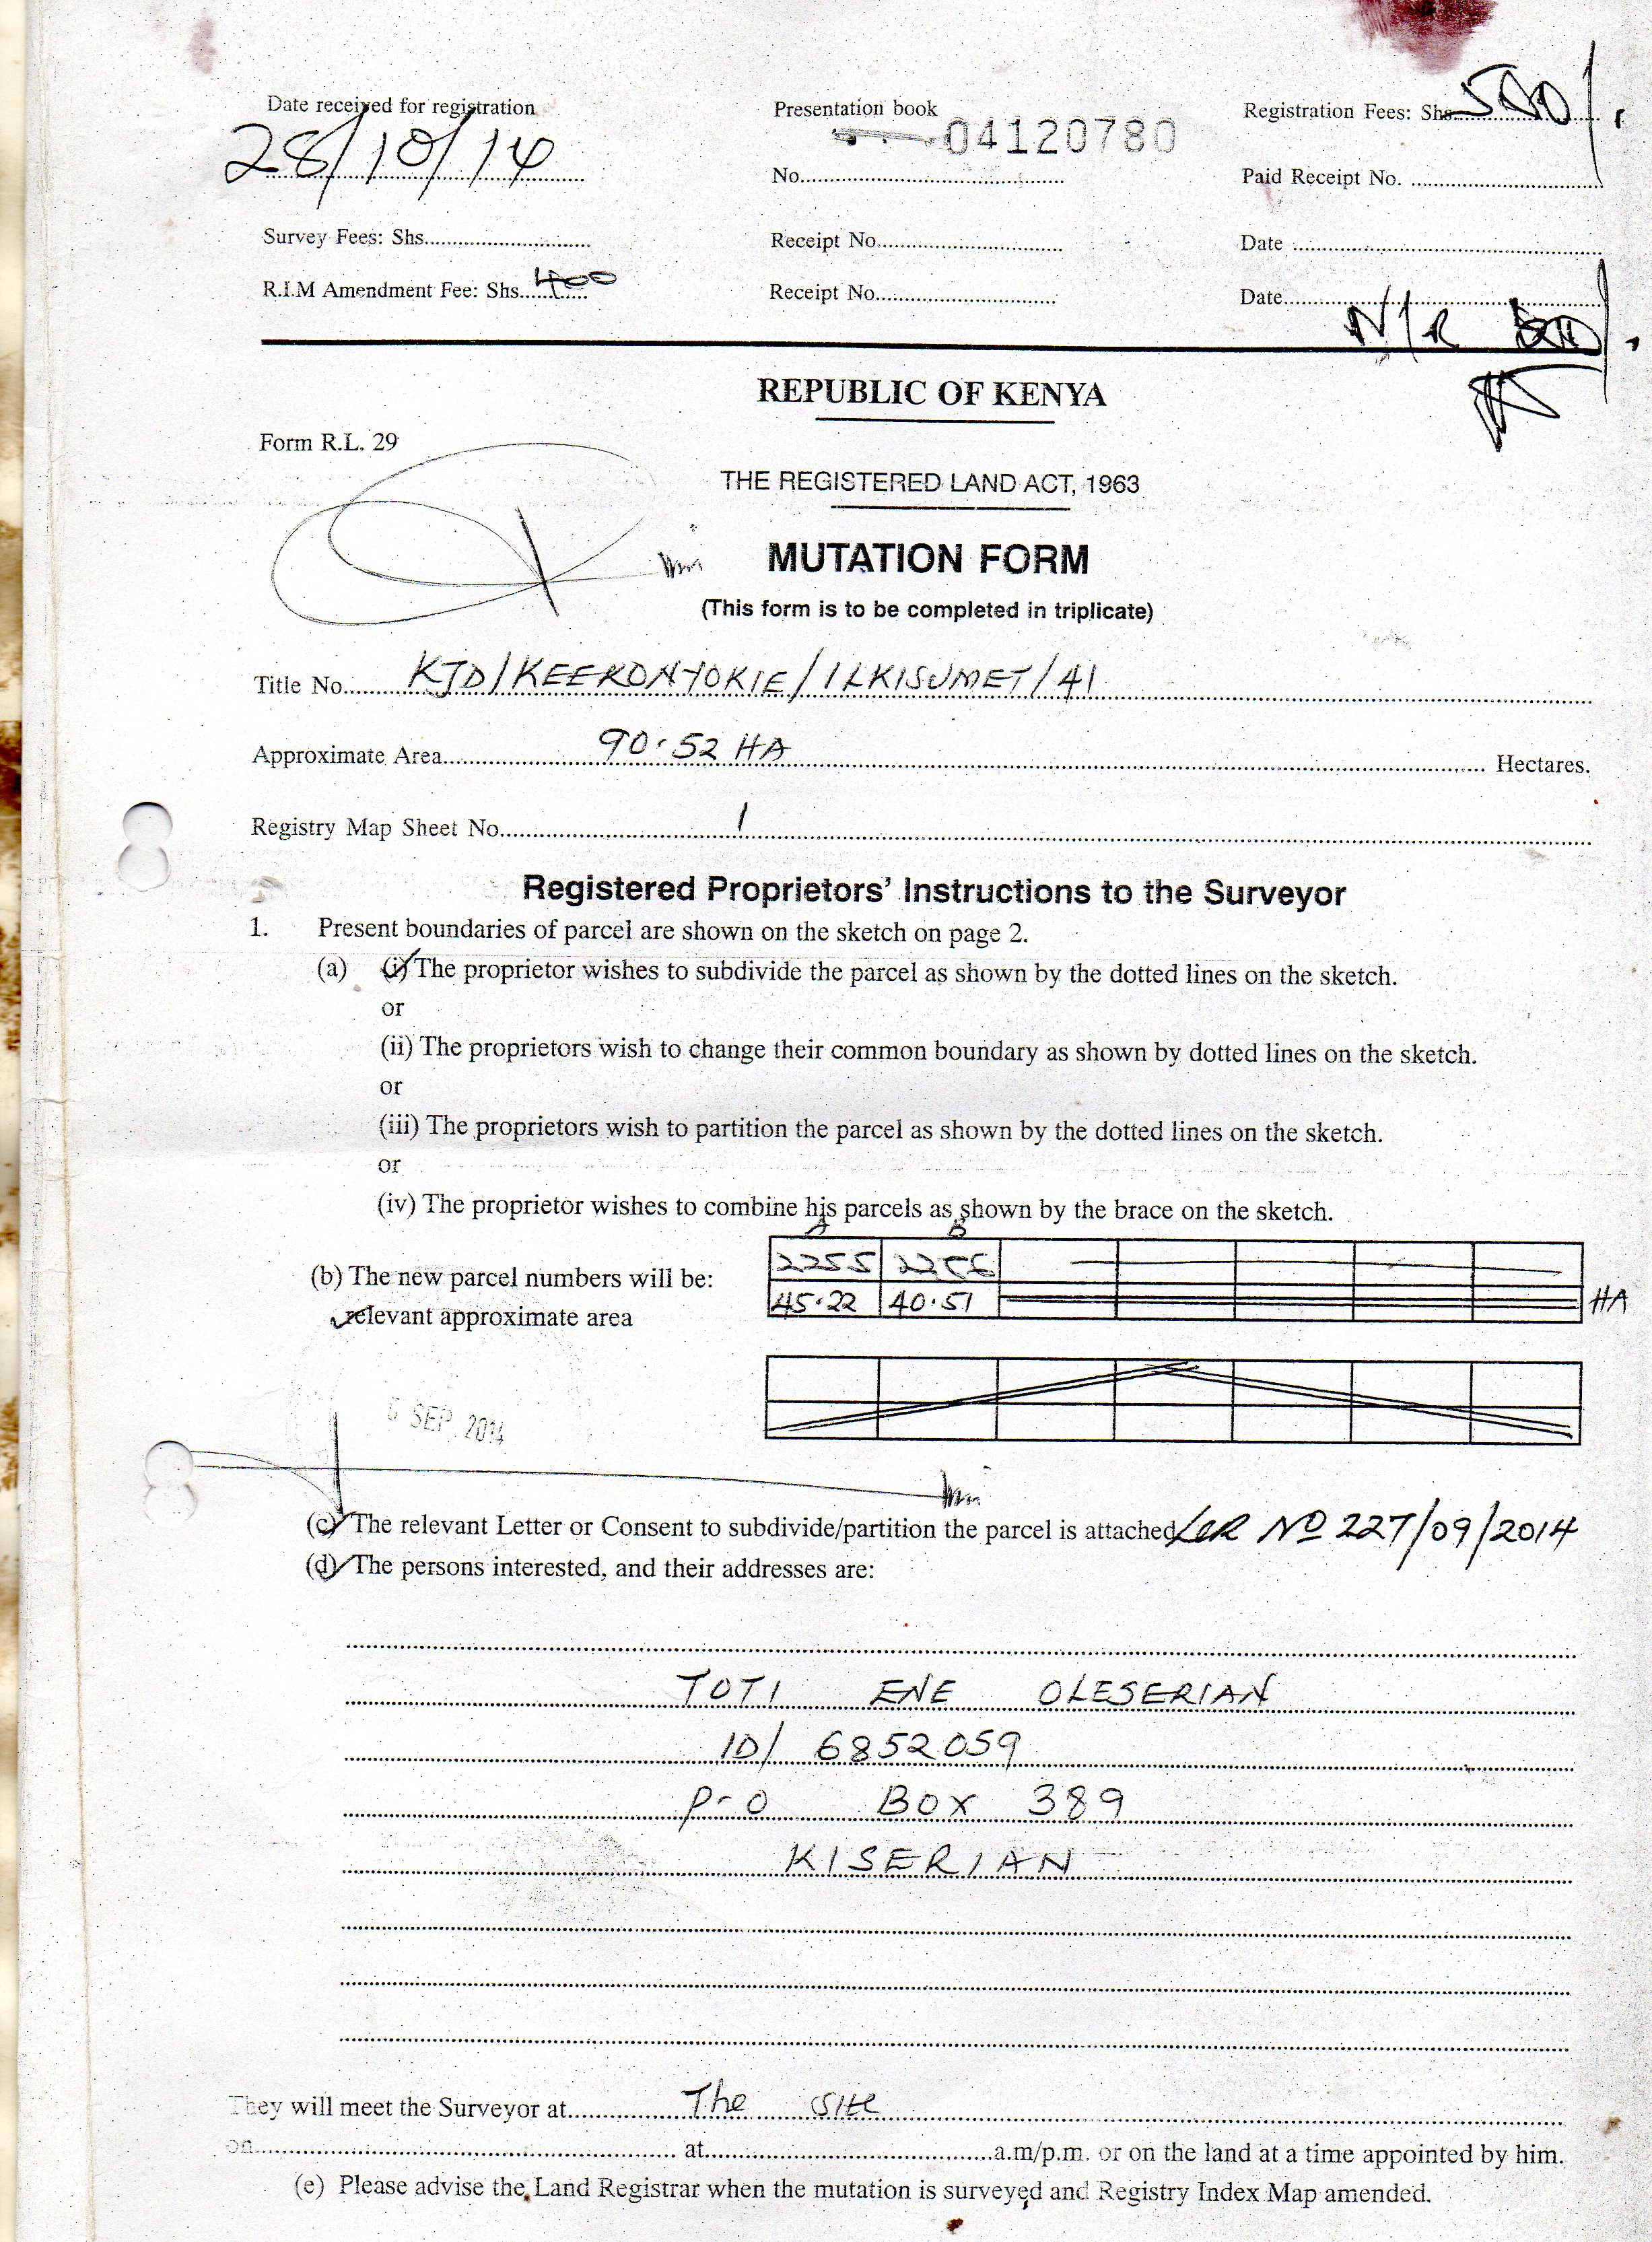 Date received for registration
28/10/14
Presentation book
04120780
No.
Registration Fees: Shs 500/.
Paid Receipt No.
Survey Fees: Shs.
Receipt No.
Date
R.I.M Amendment Fee: Shs. 400
Receipt No.
Date
N/R 500/.
REPUBLIC OF KENYA
Form R.L. 29
THE REGISTERED LAND ACT, 1963
MUTATION FORM
(This form is to be completed in triplicate)
Title No. KJD/KEEKONYOKIE/ILKISUMET/41
Approximate Area 90.52 HA Hectares.
Registry Map Sheet No. 1
Registered Proprietors' Instructions to the Surveyor
1. Present boundaries of parcel are shown on the sketch on page 2.
(a) (i) The proprietor wishes to subdivide the parcel as shown by the dotted lines on the sketch.
or
(ii) The proprietors wish to change their common boundary as shown by dotted lines on the sketch.
or
(iii) The proprietors wish to partition the parcel as shown by the dotted lines on the sketch.
or
(iv) The proprietor wishes to combine his parcels as shown by the brace on the sketch.
A B
(b) The new parcel numbers will be: 2255 2256
relevant approximate area 45.22 40.51 HA
SEP 2014
(c) The relevant Letter or Consent to subdivide/partition the parcel is attached LCR No 227/09/2014
(d) The persons interested, and their addresses are:
TOTI ENE OLESERIAN
ID/ 6852059
P-O BOX 389
KISERIAN
They will meet the Surveyor at The site
on at a.m/p.m. or on the land at a time appointed by him.
(e) Please advise the Land Registrar when the mutation is surveyed and Registry Index Map amended.